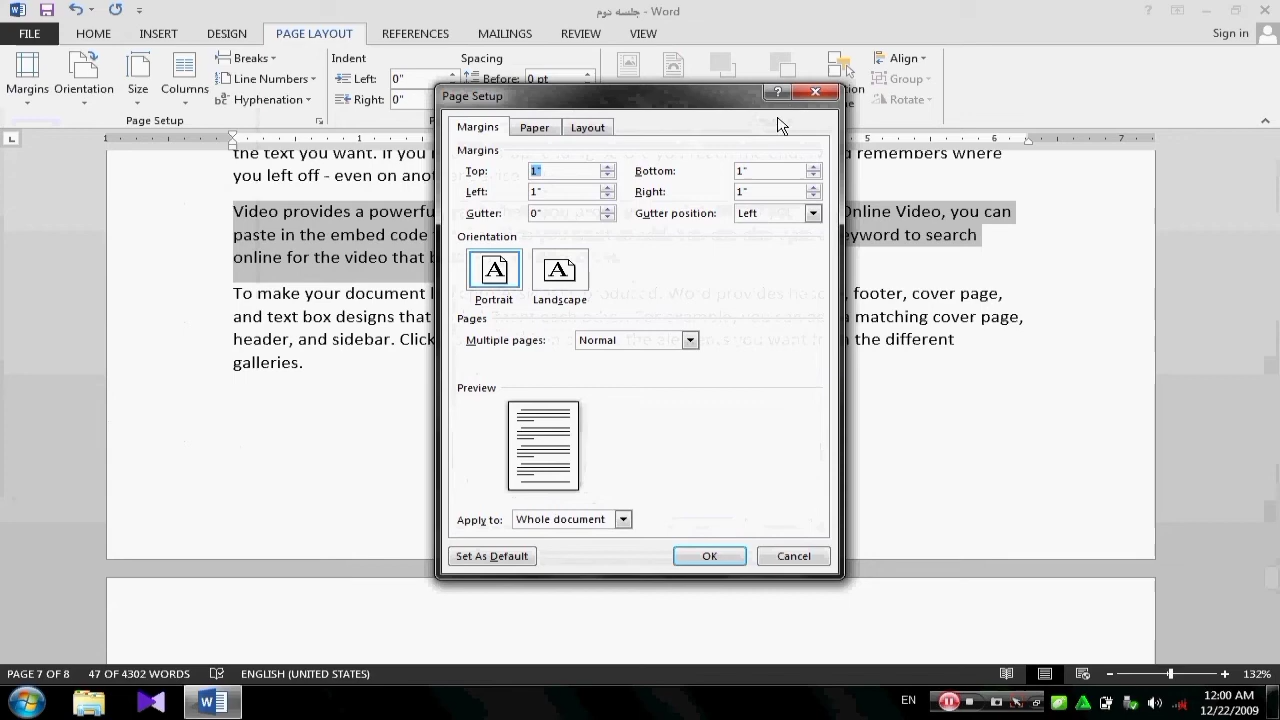 جلسه دوم - Word
FILE HOME INSERT DESIGN PAGE LAYOUT REFERENCES MAILINGS REVIEW VIEW Sign in
Margins Orientation Size Columns
Breaks
Line Numbers
Hyphenation
Page Setup
Indent
Left: 0"
Right: 0"
Spacing
Before: 0 pt
Align
Group
Rotate
1 5 6 7
the text you want. If you
d remembers where
you left off - even on ano
Video provides a powerfu
Online Video, you can
paste in the embed code
eyword to search
online for the video that b
To make your document l
, footer, cover page,
and text box designs that
a matching cover page,
header, and sidebar. Click
the different
galleries.
Page Setup
Margins Paper Layout
Margins
Top: 1" Bottom: 1"
Left: 1" Right: 1"
Gutter: 0" Gutter position: Left
Orientation
A A
Portrait Landscape
Pages
Multiple pages: Normal
Preview
Apply to: Whole document
Set As Default OK Cancel
PAGE 7 OF 8 47 OF 4302 WORDS ENGLISH (UNITED STATES) 132%
EN 12:00 AM
12/22/2009